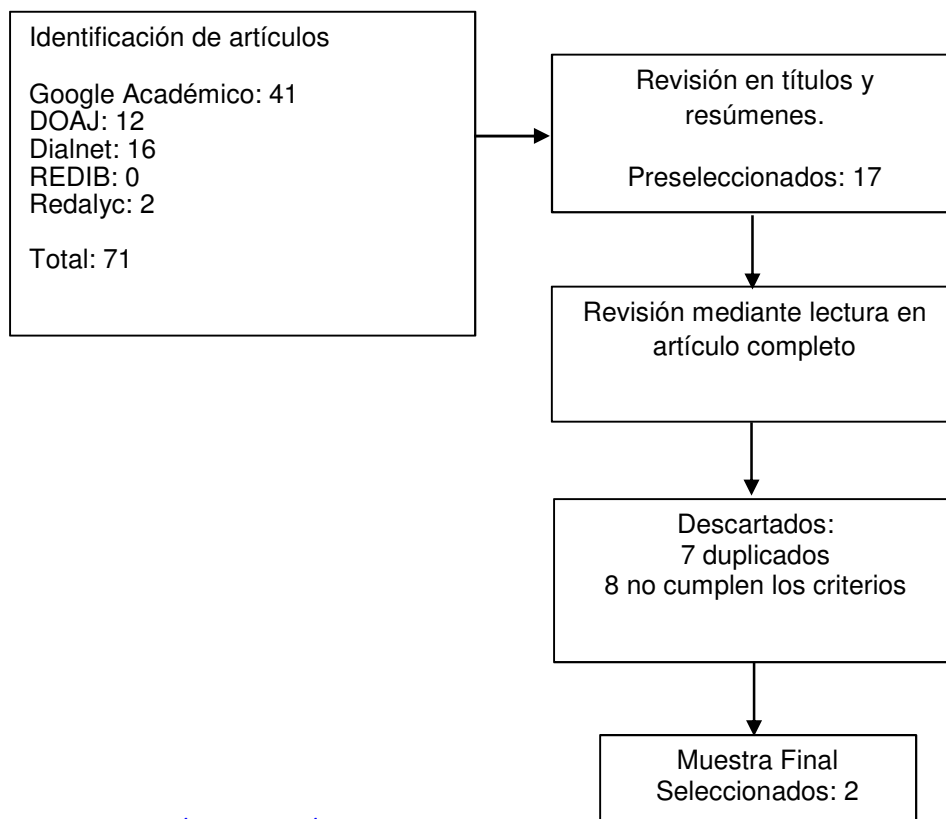 Identificación de artículos
Google Académico: 41
DOAJ: 12
Dialnet: 16
REDIB: 0
Redalyc: 2
Total: 71
Revisión en títulos y
resúmenes.
Preseleccionados: 17
Revisión mediante lectura en
artículo completo
Descartados:
7 duplicados
8 no cumplen los criterios
Muestra Final
Seleccionados: 2